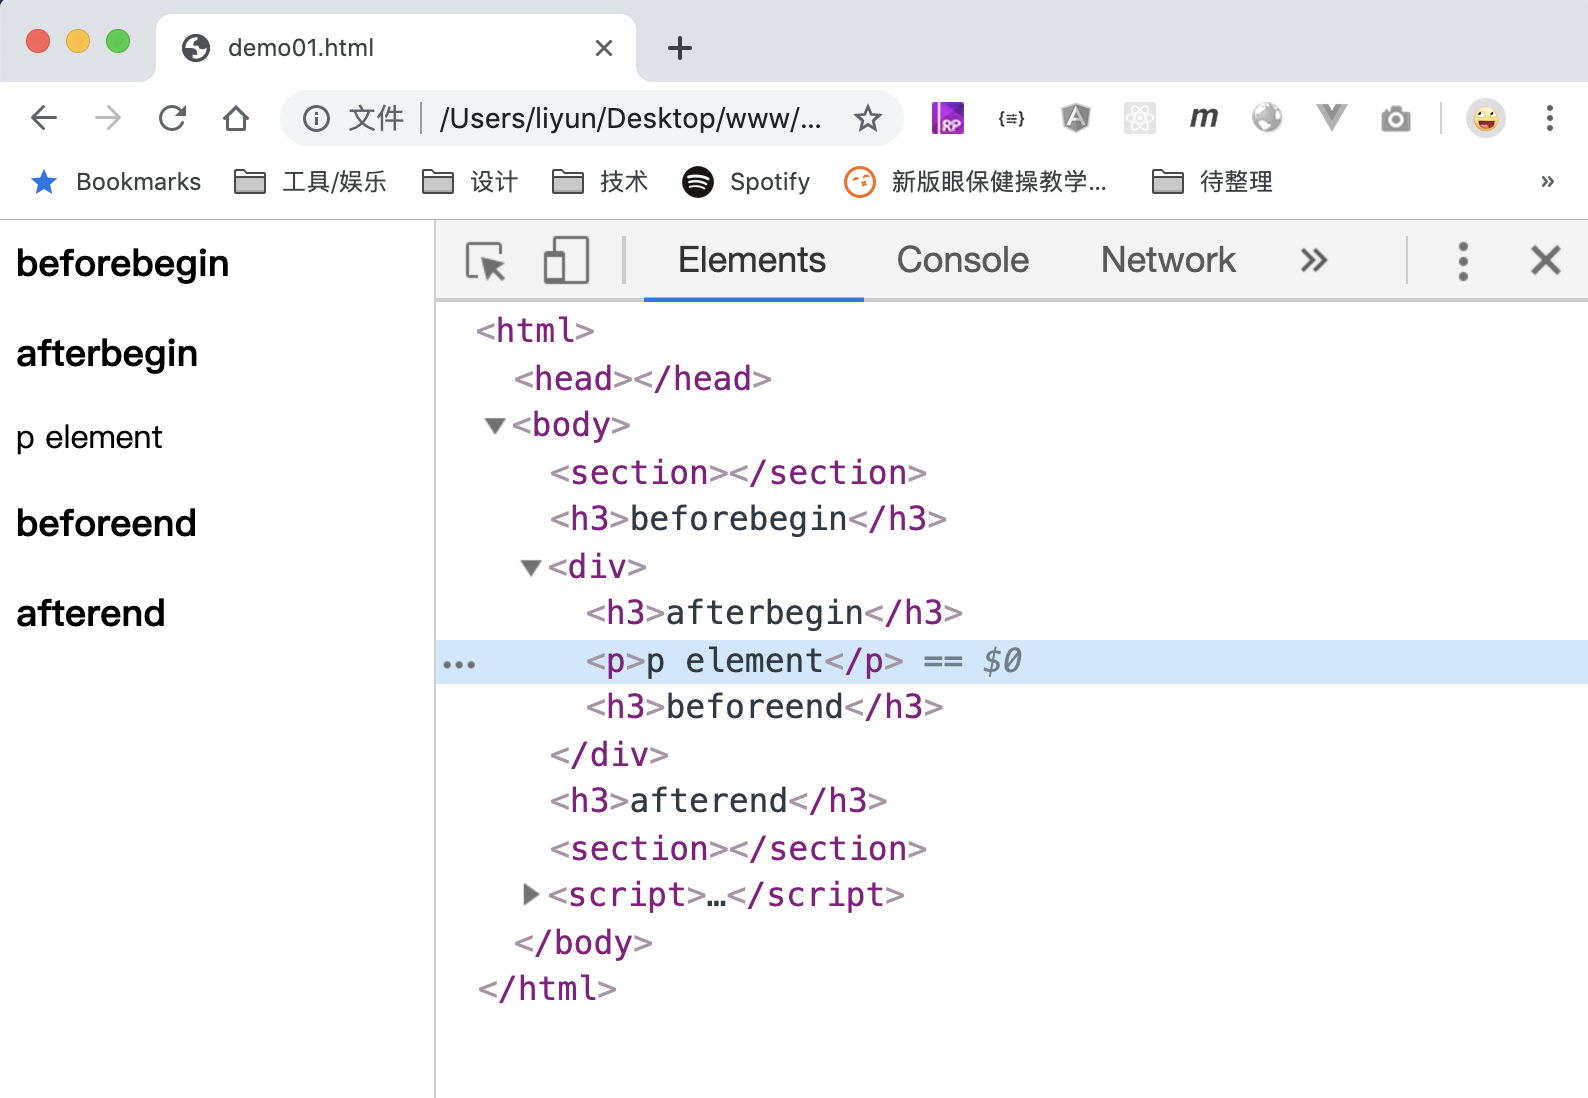 demo01.html
文件 /Users/liyun/Desktop/www/...
RP {≡} A m
Bookmarks 工具/娱乐 设计 技术 Spotify 新版眼保健操教学... 待整理 »
beforebegin
afterbegin
p element
beforeend
afterend
Elements Console Network »
<html>
<head></head>
<body>
<section></section>
<h3>beforebegin</h3>
<div>
<h3>afterbegin</h3>
... <p>p element</p> == $0
<h3>beforeend</h3>
</div>
<h3>afterend</h3>
<section></section>
<script>…</script>
</body>
</html>